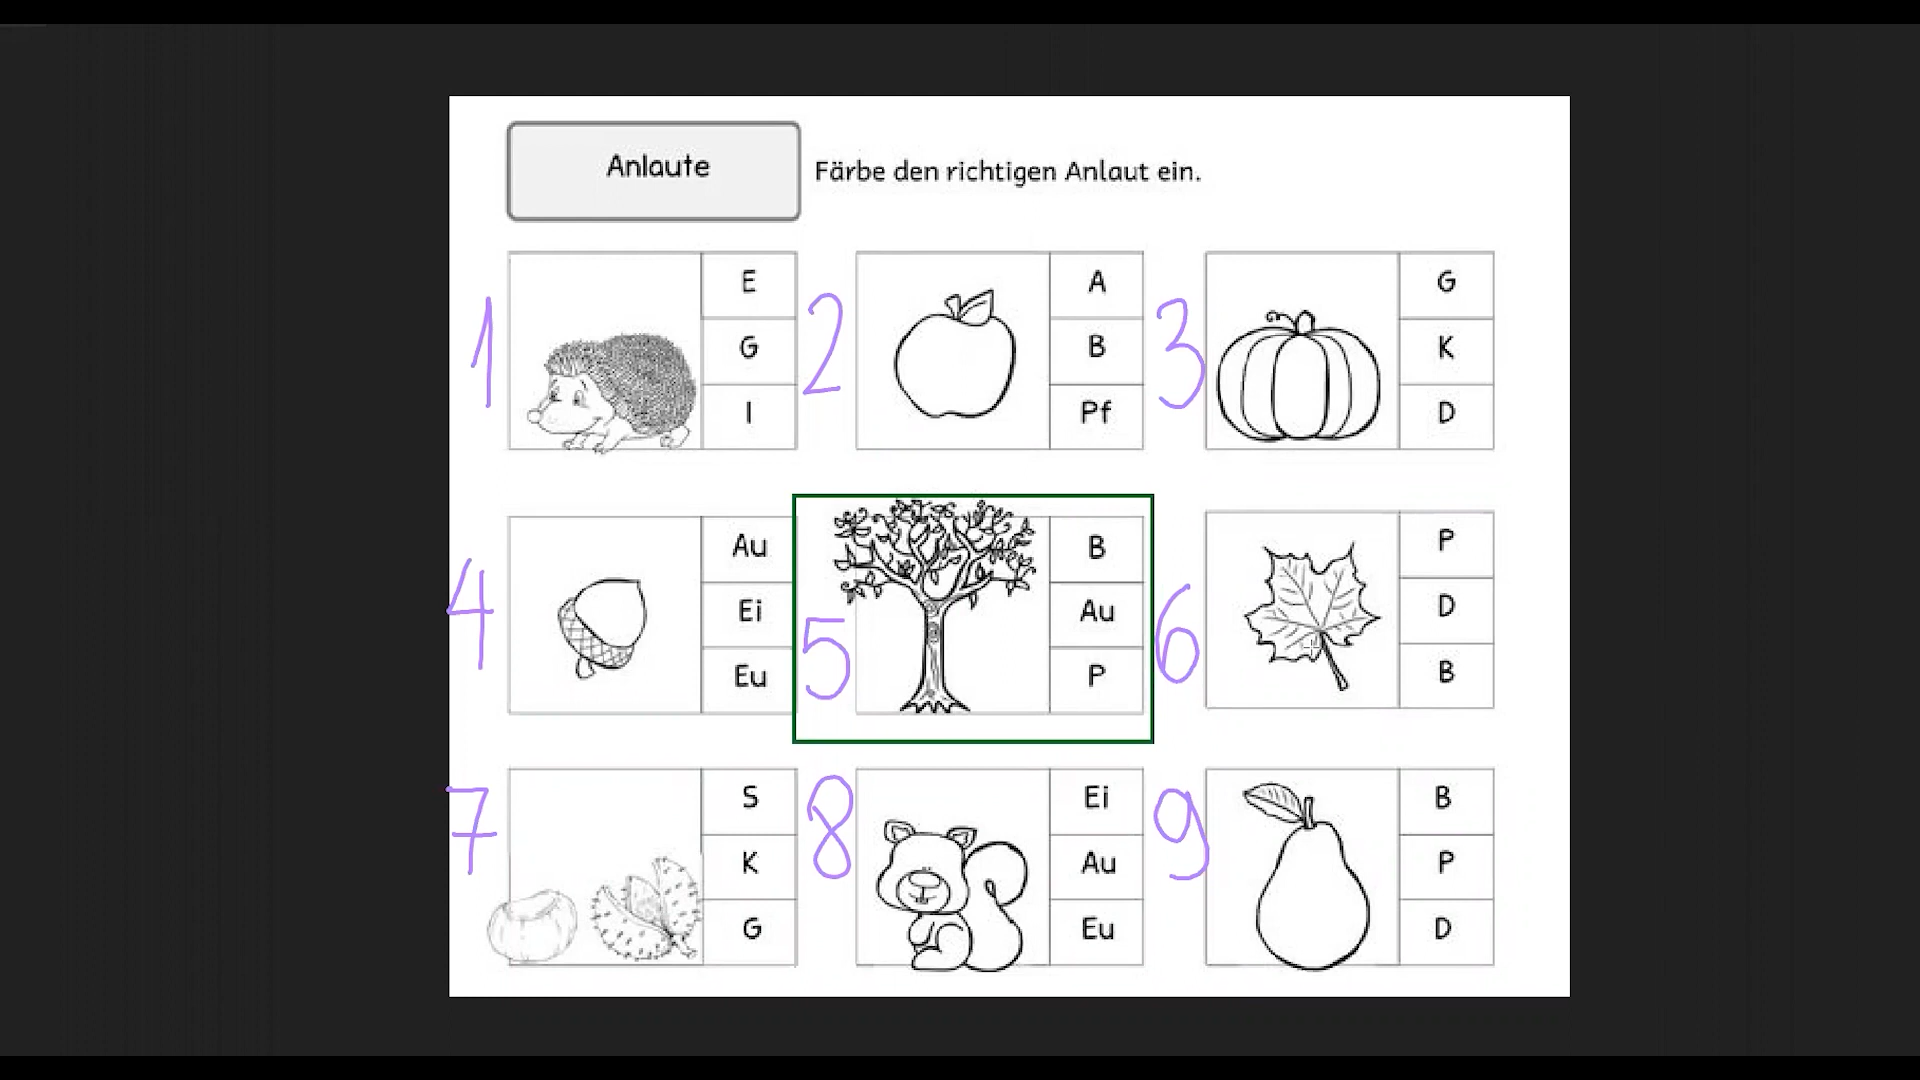 Anlaute
Färbe den richtigen Anlaut ein.
1
E
G
I
2
A
B
Pf
3
G
K
D
4
Au
Ei
Eu
5
B
Au
P
6
P
D
B
7
S
K
G
8
Ei
Au
Eu
9
B
P
D